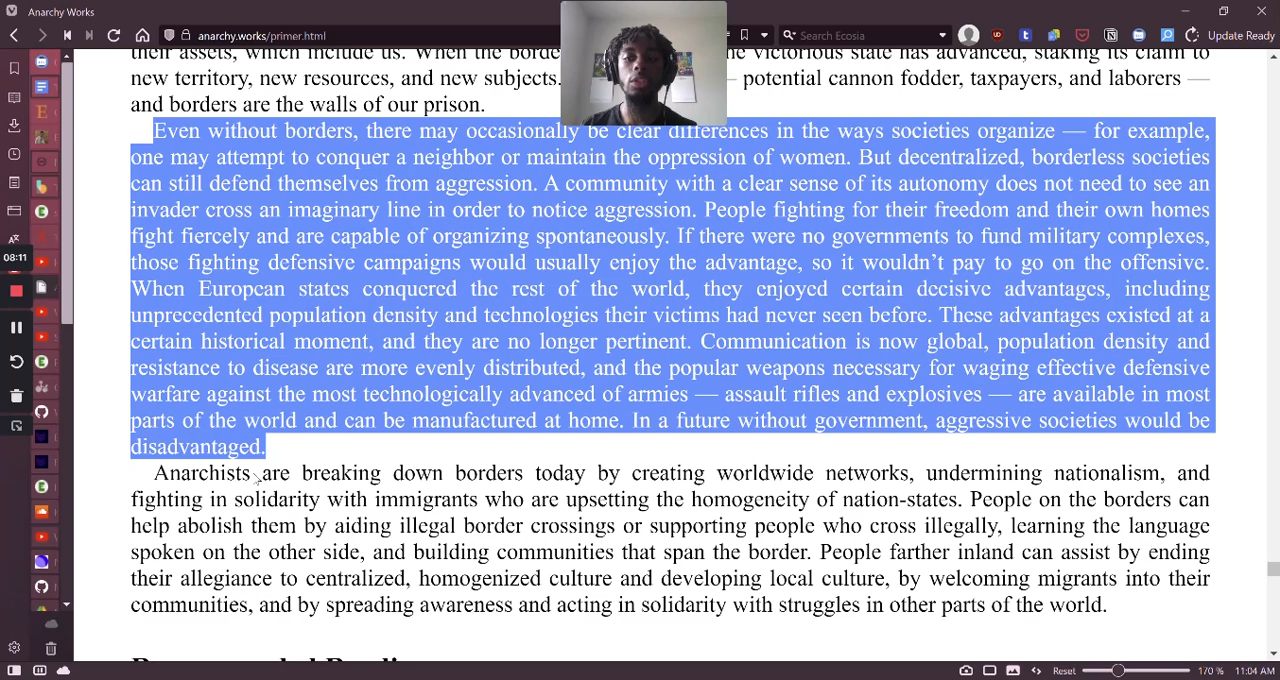 Anarchy Works
anarchy.works/primer.html
Search Ecosia
Update Ready
their assets, which include us. When the borde the victorious state has advanced, staking its claim to
new territory, new resources, and new subjects. — potential cannon fodder, taxpayers, and laborers —
and borders are the walls of our prison.
Even without borders, there may occasionally be clear differences in the ways societies organize — for example,
one may attempt to conquer a neighbor or maintain the oppression of women. But decentralized, borderless societies
can still defend themselves from aggression. A community with a clear sense of its autonomy does not need to see an
invader cross an imaginary line in order to notice aggression. People fighting for their freedom and their own homes
fight fiercely and are capable of organizing spontaneously. If there were no governments to fund military complexes,
those fighting defensive campaigns would usually enjoy the advantage, so it wouldn't pay to go on the offensive.
When European states conquered the rest of the world, they enjoyed certain decisive advantages, including
unprecedented population density and technologies their victims had never seen before. These advantages existed at a
certain historical moment, and they are no longer pertinent. Communication is now global, population density and
resistance to disease are more evenly distributed, and the popular weapons necessary for waging effective defensive
warfare against the most technologically advanced of armies — assault rifles and explosives — are available in most
parts of the world and can be manufactured at home. In a future without government, aggressive societies would be
disadvantaged.
Anarchists are breaking down borders today by creating worldwide networks, undermining nationalism, and
fighting in solidarity with immigrants who are upsetting the homogeneity of nation-states. People on the borders can
help abolish them by aiding illegal border crossings or supporting people who cross illegally, learning the language
spoken on the other side, and building communities that span the border. People farther inland can assist by ending
their allegiance to centralized, homogenized culture and developing local culture, by welcoming migrants into their
communities, and by spreading awareness and acting in solidarity with struggles in other parts of the world.
08:11
Reset
170 %
11:04 AM